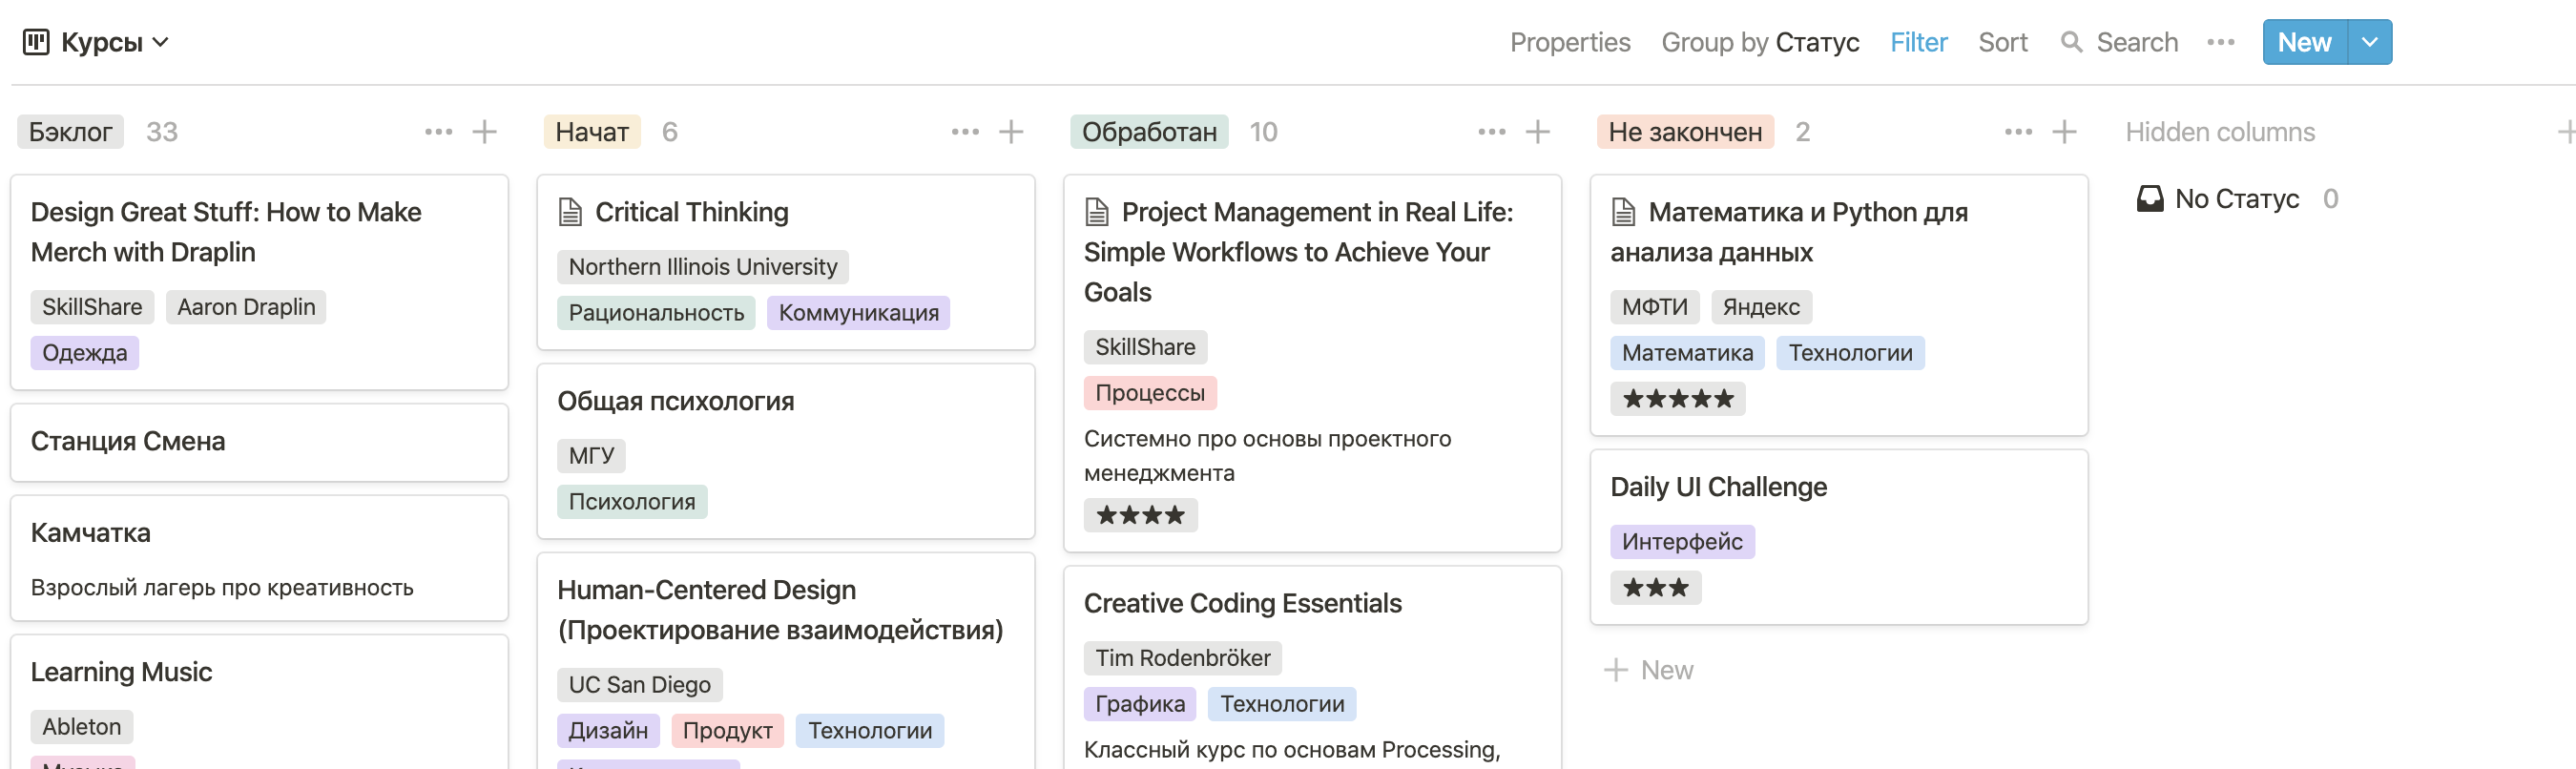 Курсы
Properties Group by Статус Filter Sort Search New
Бэклог 33
Design Great Stuff: How to Make
Merch with Draplin
SkillShare Aaron Draplin
Одежда
Станция Смена
Камчатка
Взрослый лагерь про креативность
Learning Music
Ableton
Начат 6
Critical Thinking
Northern Illinois University
Рациональность Коммуникация
Общая психология
МГУ
Психология
Human-Centered Design
(Проектирование взаимодействия)
UC San Diego
Дизайн Продукт Технологии
Обработан 10
Project Management in Real Life:
Simple Workflows to Achieve Your
Goals
SkillShare
Процессы
Системно про основы проектного
менеджмента
★★★★
Creative Coding Essentials
Tim Rodenbröker
Графика Технологии
Классный курс по основам Processing,
Не закончен 2
Математика и Python для
анализа данных
МФТИ Яндекс
Математика Технологии
★★★★★
Daily UI Challenge
Интерфейс
★★★
New
Hidden columns
No Статус 0